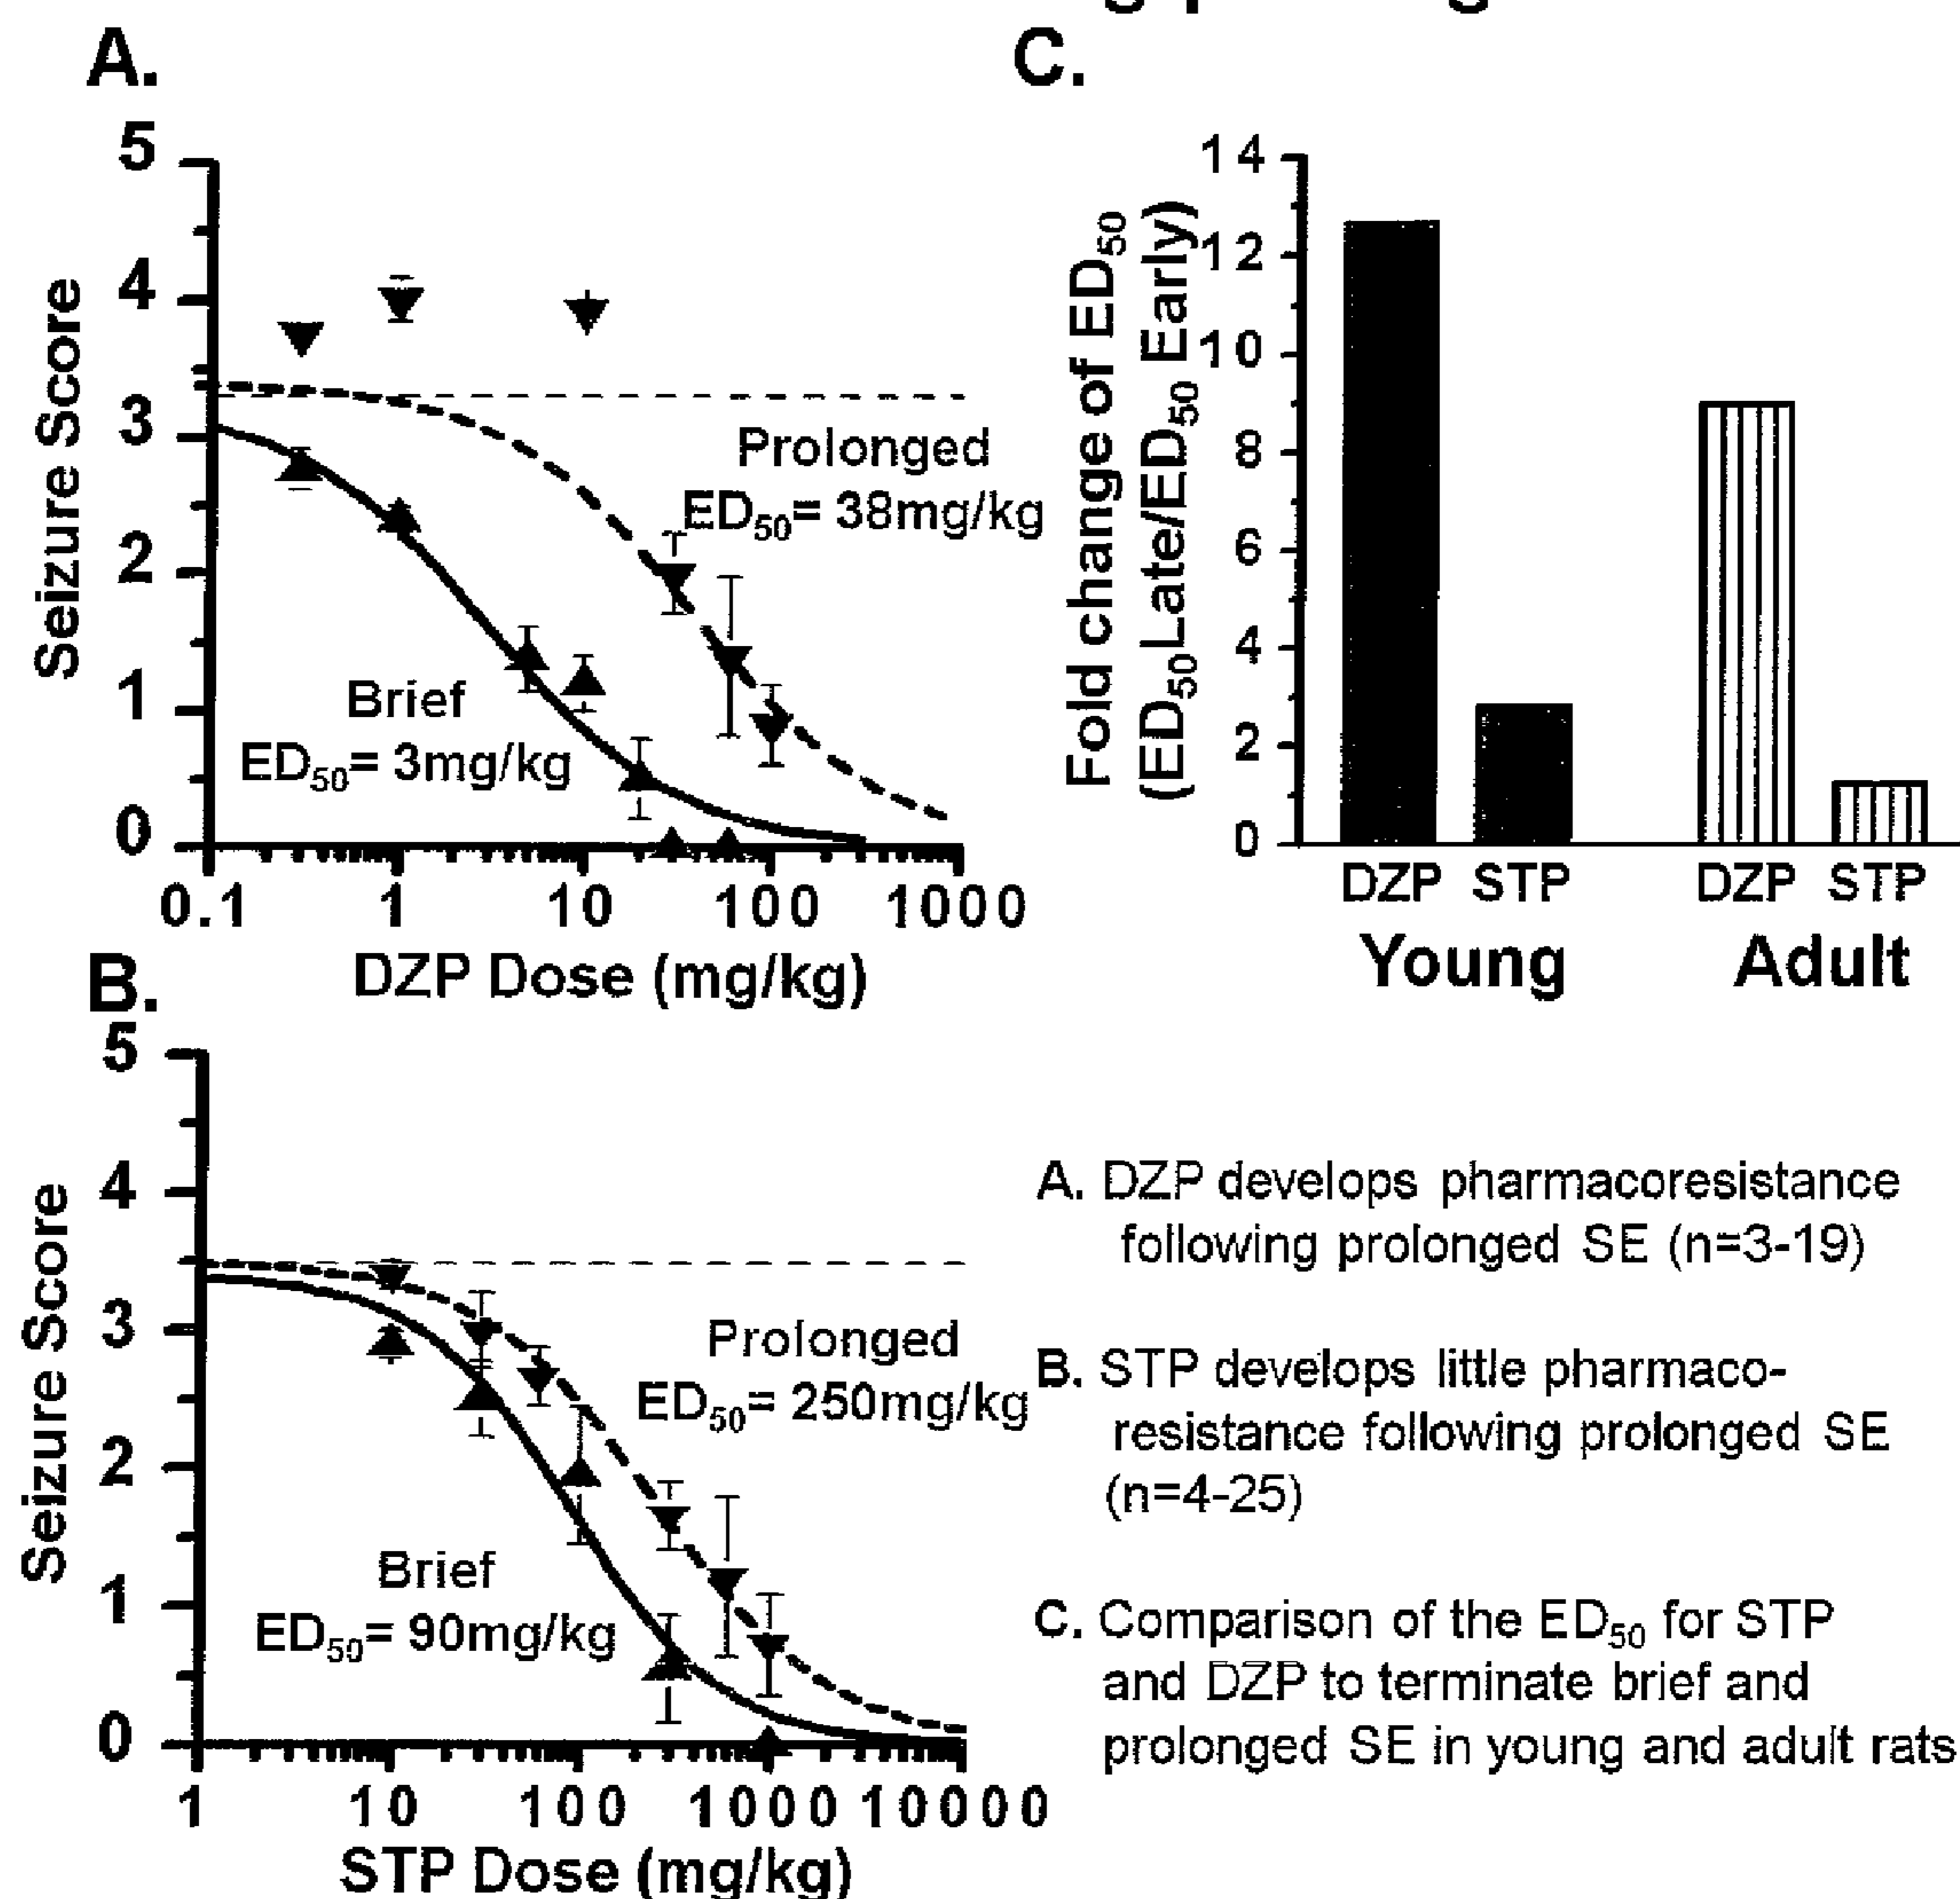 A.
5
4
3
2
1
0
Seizure Score
Prolonged
ED50= 38mg/kg
Brief
ED50= 3mg/kg
0.1 1 10 100 1000
DZP Dose (mg/kg)
C.
14
12
10
8
6
4
2
0
Fold change of ED50
(ED50Late/ED50 Early)
DZP STP DZP STP
Young Adult
B.
5
4
3
2
1
0
Seizure Score
Prolonged
ED50= 250mg/kg
Brief
ED50= 90mg/kg
1 10 100 1000 10000
STP Dose (mg/kg)
A. DZP develops pharmacoresistance
following prolonged SE (n=3-19)
B. STP develops little pharmaco-
resistance following prolonged SE
(n=4-25)
C. Comparison of the ED50 for STP
and DZP to terminate brief and
prolonged SE in young and adult rats